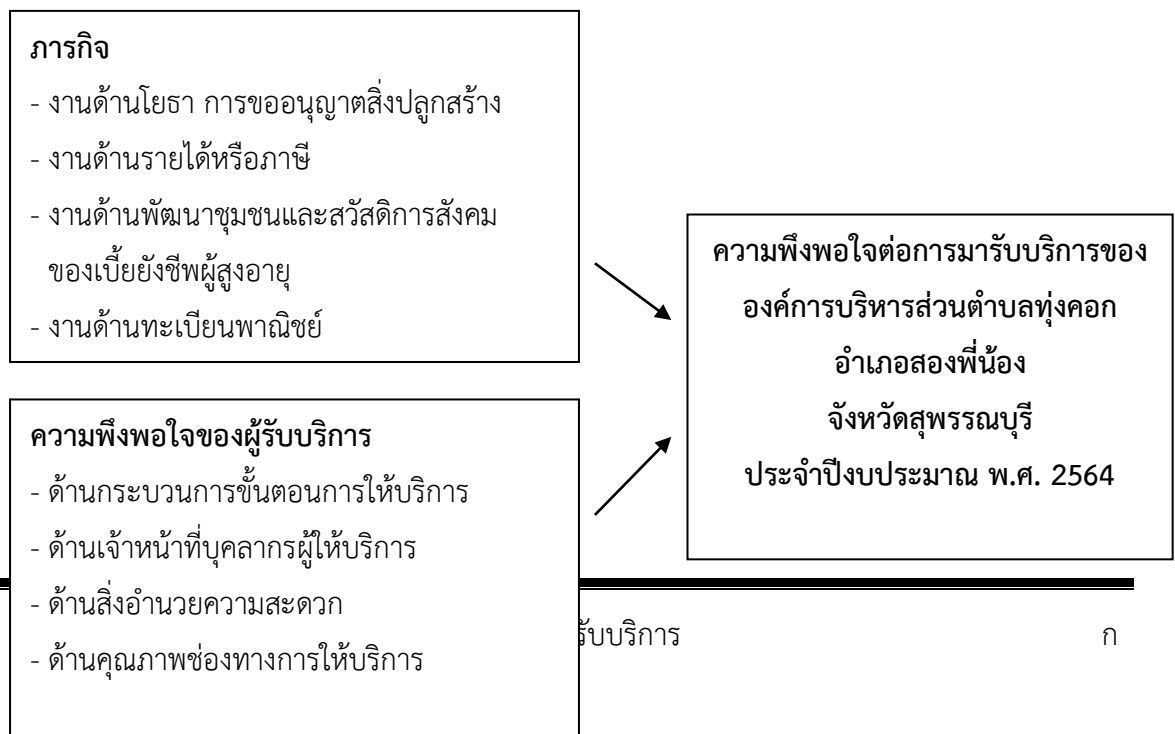 ภารกิจ
- งานด้านโยธา การขออนุญาตสิ่งปลูกสร้าง
- งานด้านรายได้หรือภาษี
- งานด้านพัฒนาชุมชนและสวัสดิการสังคม
ของเบี้ยยังชีพผู้สูงอายุ
- งานด้านทะเบียนพาณิชย์
ความพึงพอใจของผู้รับบริการ
- ด้านกระบวนการขั้นตอนการให้บริการ
- ด้านเจ้าหน้าที่บุคลากรผู้ให้บริการ
- ด้านสิ่งอำนวยความสะดวก
- ด้านคุณภาพช่องทางการให้บริการ
ความพึงพอใจต่อการมารับบริการของ
องค์การบริหารส่วนตำบลทุ่งคอก
อำเภอสองพี่น้อง
จังหวัดสุพรรณบุรี
ประจำปีงบประมาณ พ.ศ. 2564
รับบริการ ก